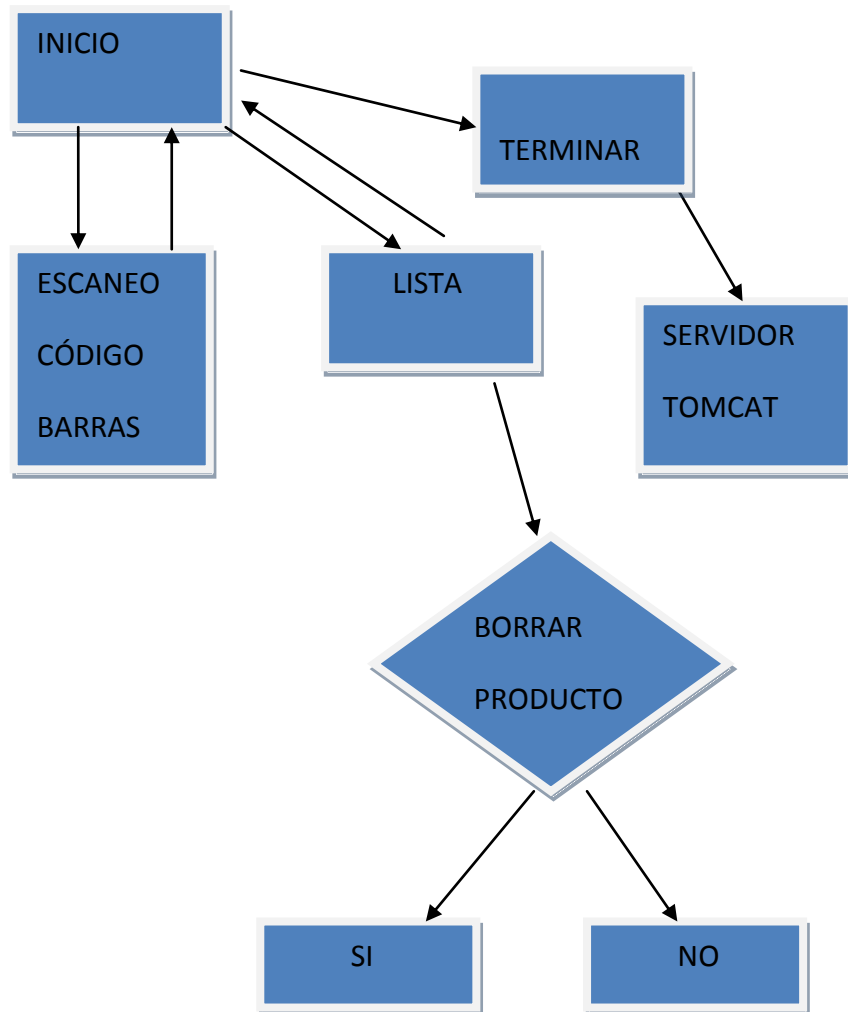 INICIO
TERMINAR
ESCANEO
CÓDIGO
BARRAS
LISTA
SERVIDOR
TOMCAT
BORRAR
PRODUCTO
SI
NO